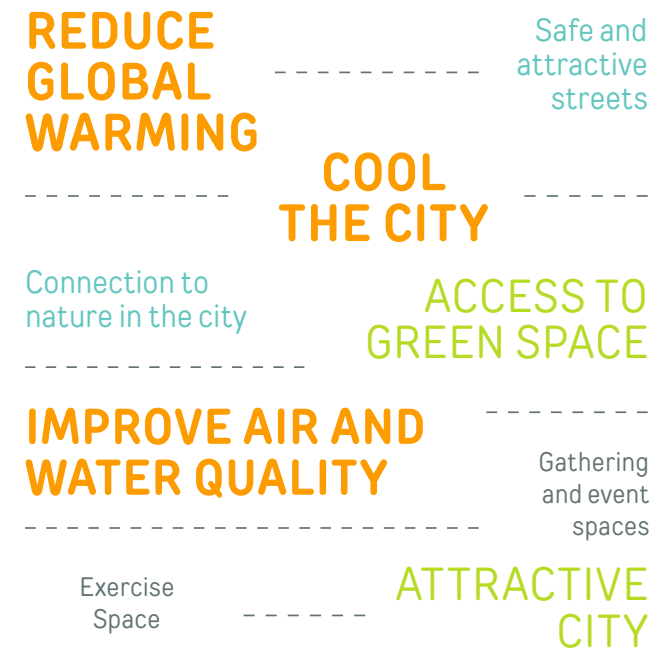 REDUCE
GLOBAL
WARMING
Safe and
attractive
streets
COOL
THE CITY
Connection to
nature in the city
ACCESS TO
GREEN SPACE
IMPROVE AIR AND
WATER QUALITY
Gathering
and event
spaces
Exercise
Space
ATTRACTIVE
CITY